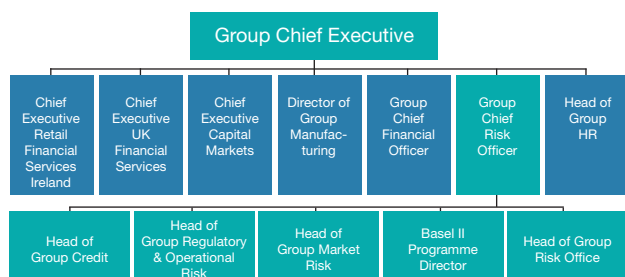 Group Chief Executive
Chief
Executive
Retail
Financial
Services
Ireland
Chief
Executive
UK
Financial
Services
Chief
Executive
Capital
Markets
Director of
Group
Manufac-
turing
Group
Chief
Financial
Officer
Group
Chief
Risk
Officer
Head of
Group
HR
Head of
Group Credit
Head of
Group Regulatory
& Operational
Risk
Head of
Group Market
Risk
Basel II
Programme
Director
Head of Group
Risk Office